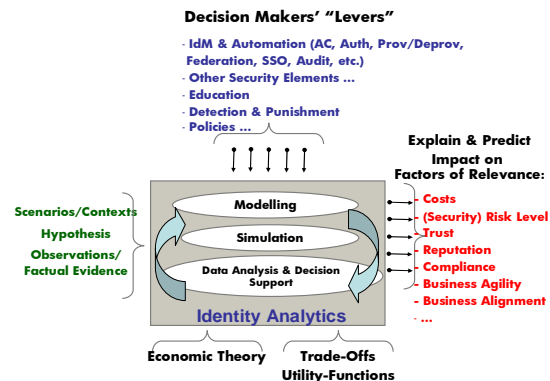 Decision Makers' “Levers”
- IdM & Automation (AC, Auth, Prov/Deprov,
Federation, SSO, Audit, etc.)
- Other Security Elements ...
- Education
- Detection & Punishment
- Policies ...
Explain & Predict
Impact on
Factors of Relevance:
Scenarios/Contexts
Hypothesis
Observations/
Factual Evidence
Modelling
Simulation
Data Analysis & Decision
Support
Identity Analytics
- Costs
- (Security) Risk Level
- Trust
- Reputation
- Compliance
- Business Agility
- Business Alignment
- ...
Economic Theory
Trade-Offs
Utility-Functions